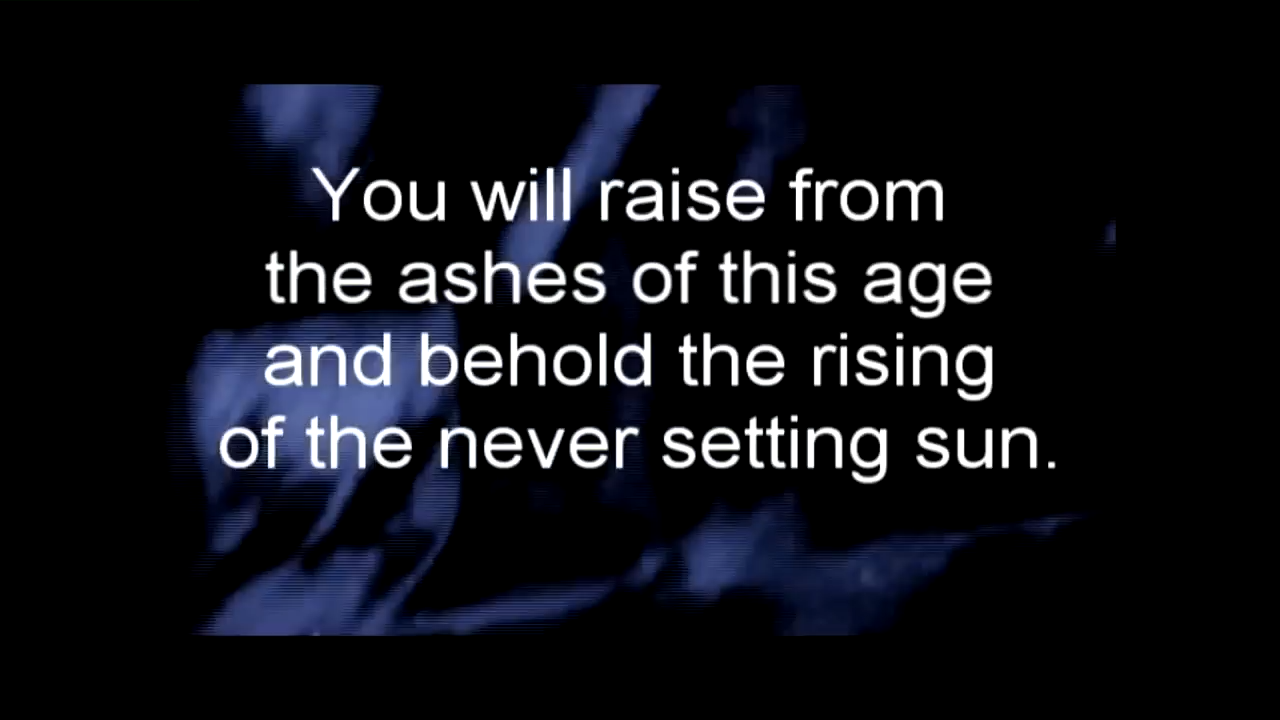 You will raise from
the ashes of this age
and behold the rising
of the never setting sun.